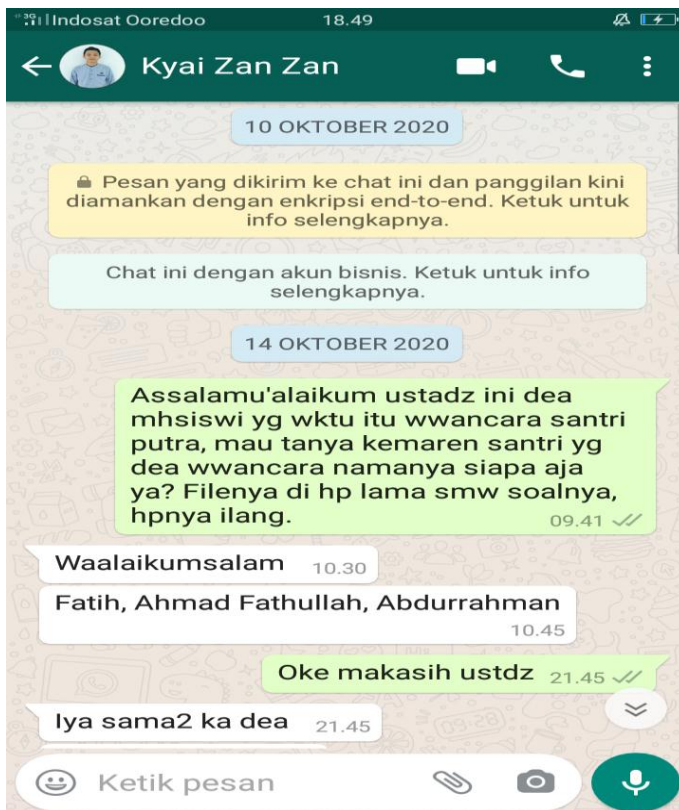 Indosat Ooredoo 18.49
Kyai Zan Zan
10 OKTOBER 2020
Pesan yang dikirim ke chat ini dan panggilan kini
diamankan dengan enkripsi end-to-end. Ketuk untuk
info selengkapnya.
Chat ini dengan akun bisnis. Ketuk untuk info
selengkapnya.
14 OKTOBER 2020
Assalamu'alaikum ustadz ini dea
mhsiswi yg wktu itu wwancara santri
putra, mau tanya kemaren santri yg
dea wwancara namanya siapa aja
ya? Filenya di hp lama smw soalnya,
hpnya ilang.
09.41
Waalaikumsalam 10.30
Fatih, Ahmad Fathullah, Abdurrahman
10.45
Oke makasih ustdz 21.45
Iya sama2 ka dea 21.45
Ketik pesan